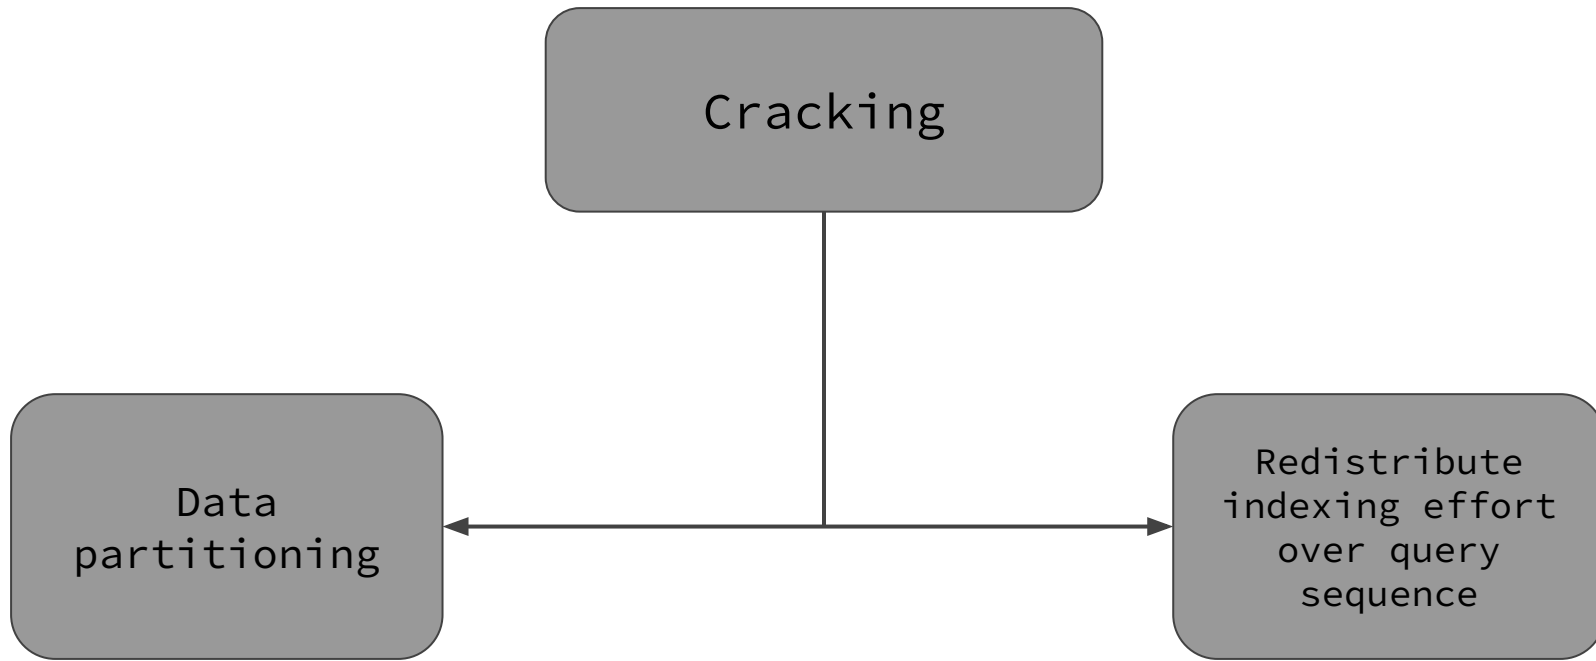 Cracking
Data
partitioning
Redistribute
indexing effort
over query
sequence